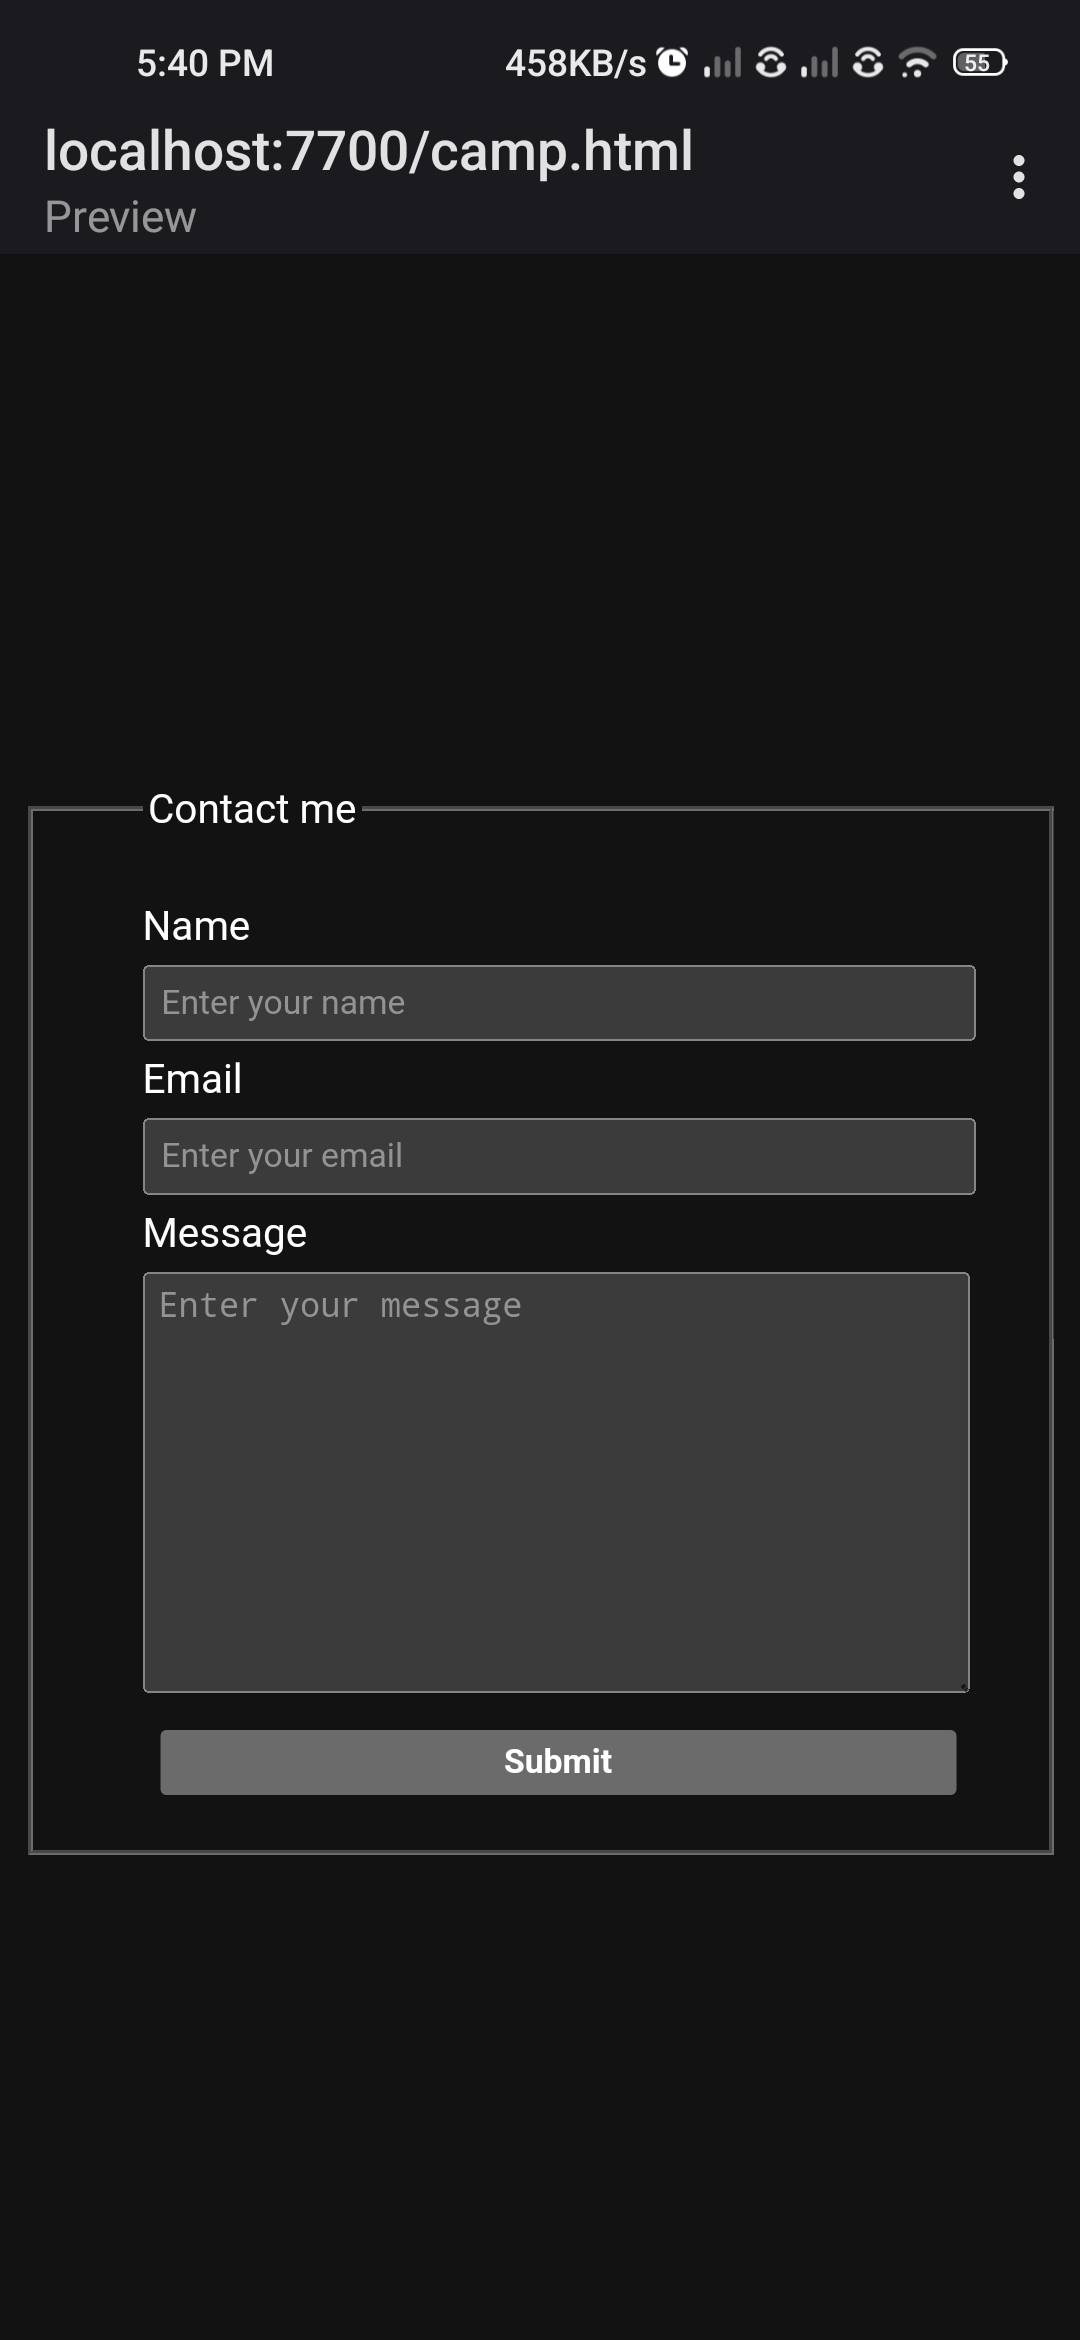 5:40 PM 458KB/s 55
localhost:7700/camp.html
Preview
Contact me
Name
Enter your name
Email
Enter your email
Message
Enter your message
Submit